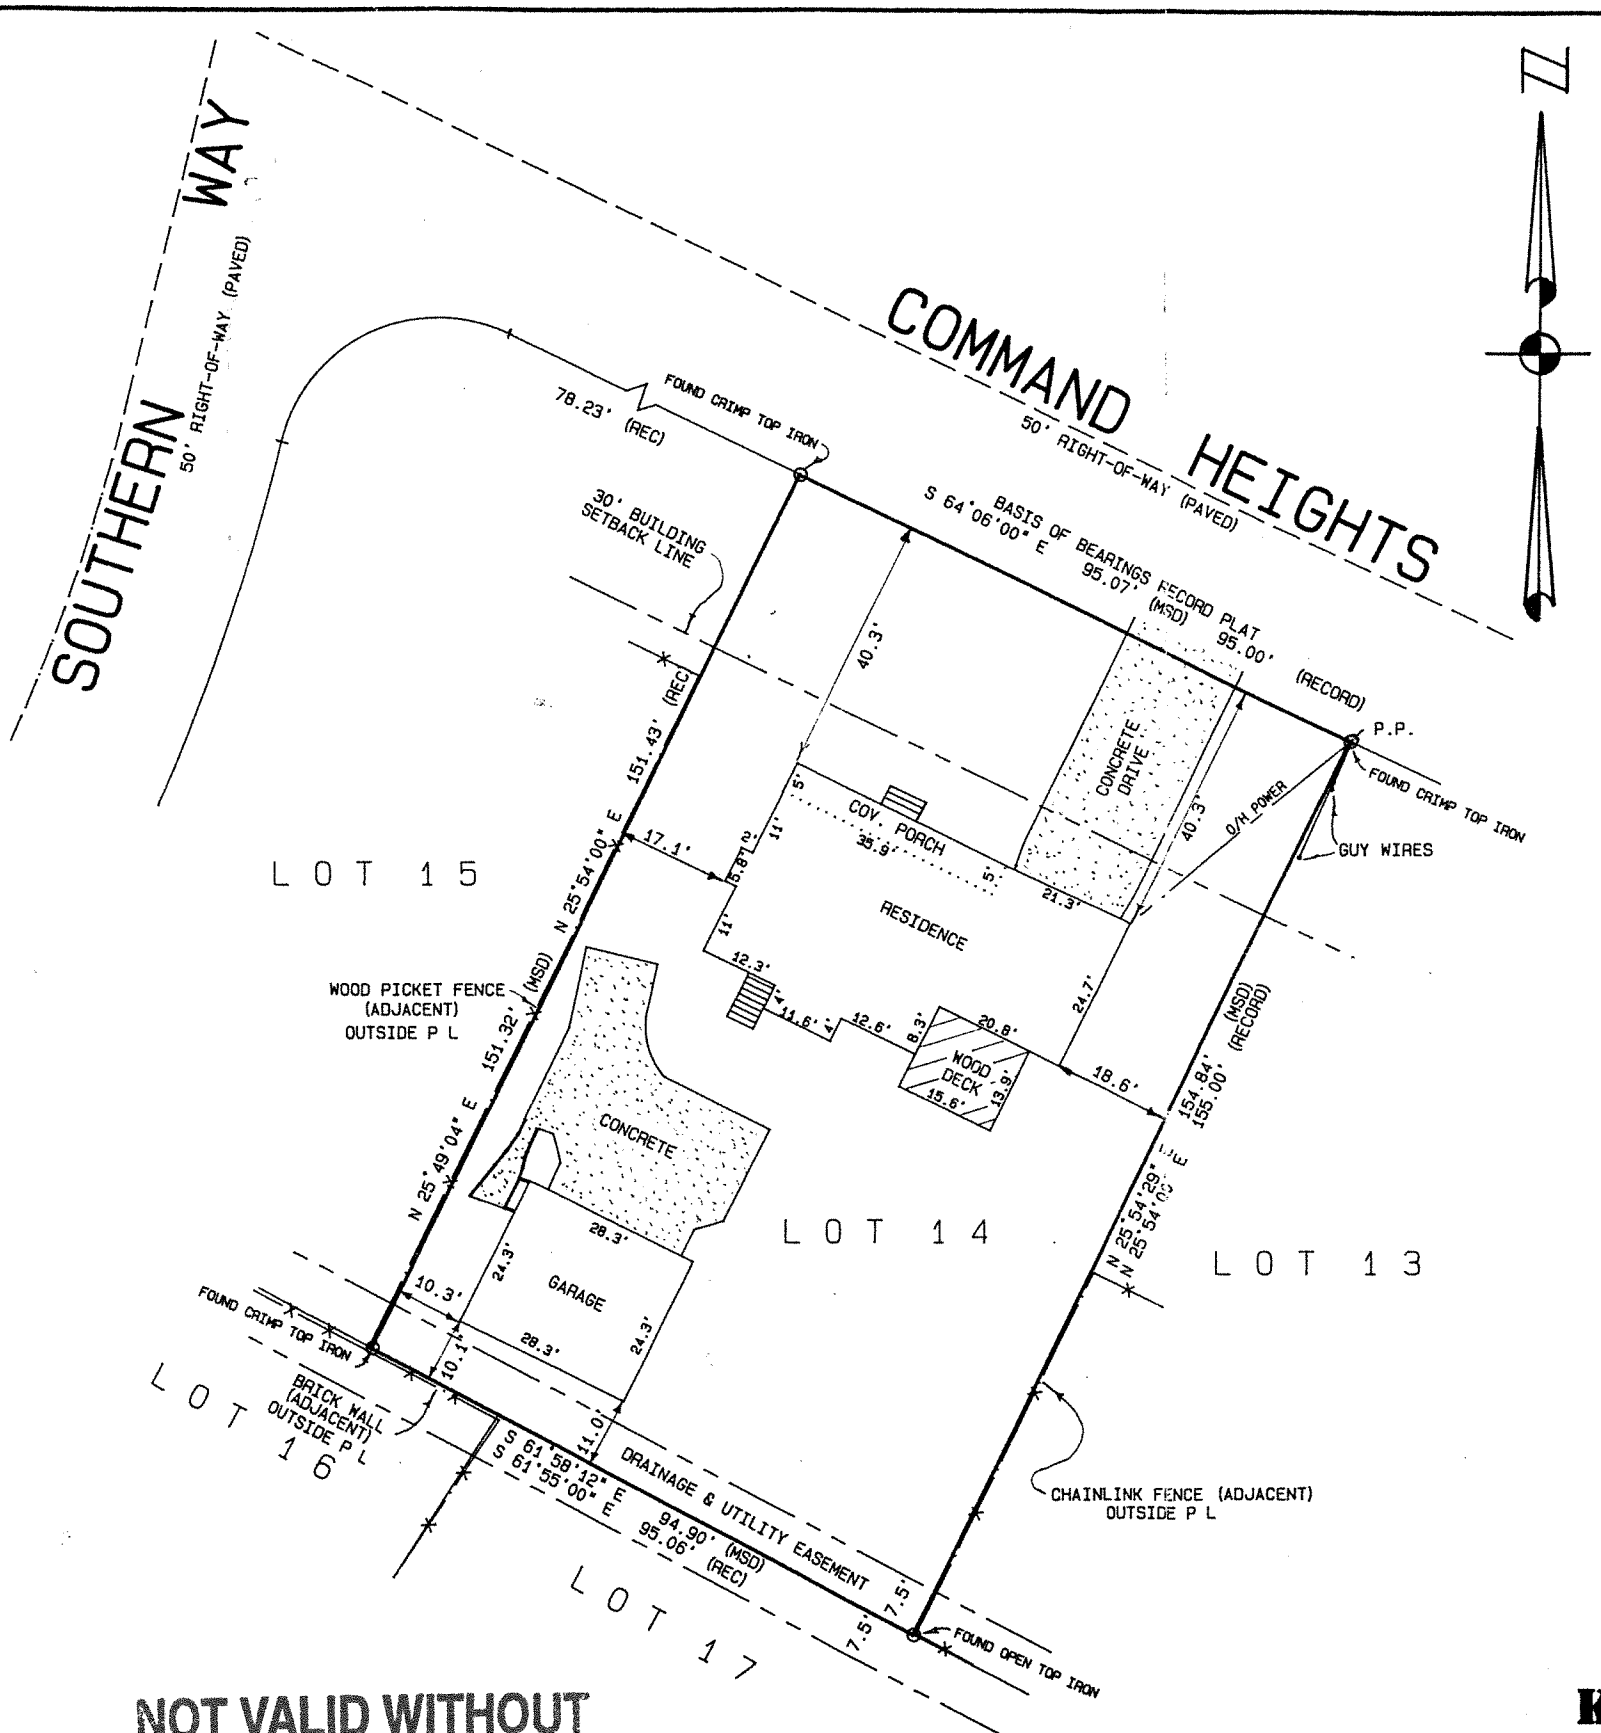 SOUTHERN WAY
50' RIGHT-OF-WAY (PAVED)
COMMAND HEIGHTS
50' RIGHT-OF-WAY (PAVED)
FOUND CRIMP TOP IRON
78.23' (REC)
30' BUILDING
SETBACK LINE
BASIS OF BEARINGS RECORD PLAT
S 64°06'00" E
95.07' (MSD)
95.00' (RECORD)
P.P.
FOUND CRIMP TOP IRON
GUY WIRES
O/H POWER
40.3'
40.3'
CONCRETE
DRIVE
5'
COV. PORCH
35.9'
5'
21.3'
11'
2'
5.8'
17.1'
11'
RESIDENCE
12.3'
4'
11.6'
4'
12.6'
8.3'
20.8'
24.7'
WOOD
DECK
13.9'
15.6'
18.6'
N 25°54'00" E 151.43' (REC)
N 25°49'04" E 151.32' (MSD)
LOT 15
WOOD PICKET FENCE
(ADJACENT)
OUTSIDE P L
CONCRETE
28.3'
24.3'
GARAGE
24.3'
28.3'
10.3'
10.1'
11.0'
LOT 14
LOT 13
N 25°54'29" E 154.84' (MSD)
N 25°54'00" E 155.00' (RECORD)
FOUND CRIMP TOP IRON
BRICK WALL
(ADJACENT)
OUTSIDE P L
LOT 16
S 61°58'12" E 94.90' (MSD)
S 61°55'00" E 95.06' (REC)
DRAINAGE & UTILITY EASEMENT
7.5'
7.5'
CHAINLINK FENCE (ADJACENT)
OUTSIDE P L
FOUND OPEN TOP IRON
LOT 17
NOT VALID WITHOUT